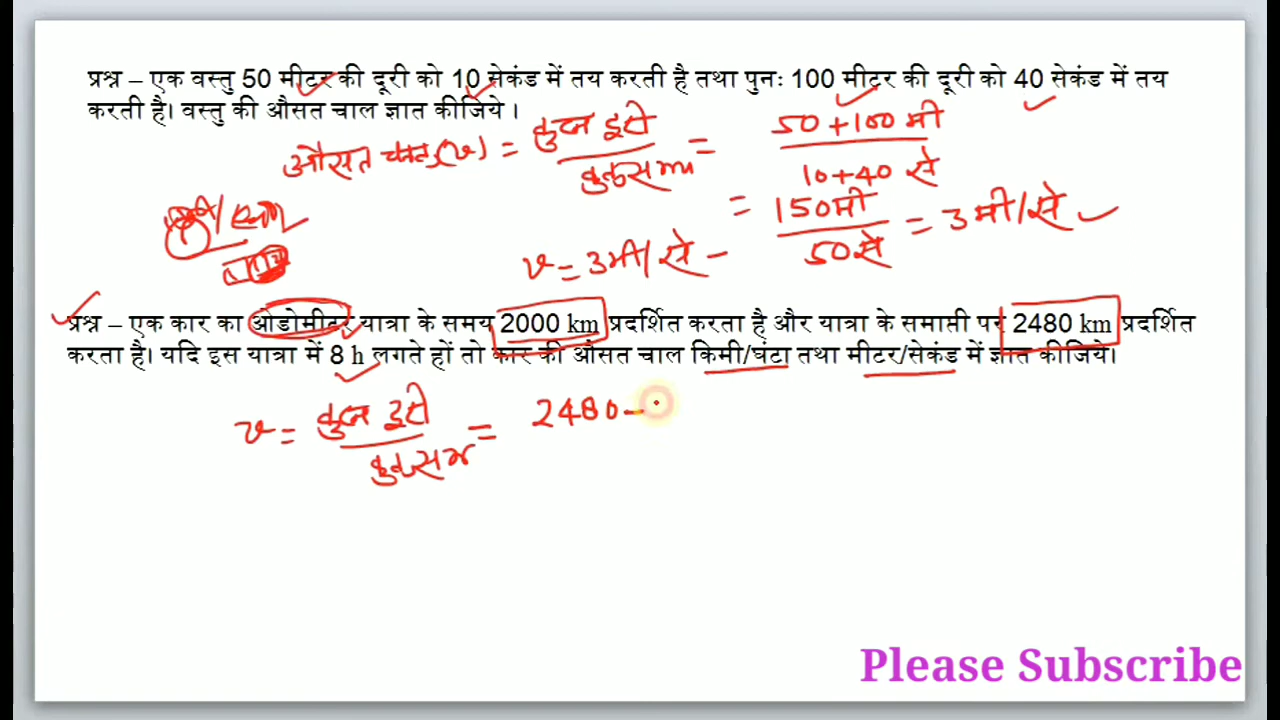 प्रश्न – एक वस्तु 50 मीटर की दूरी को 10 सेकंड में तय करती है तथा पुनः 100 मीटर की दूरी को 40 सेकंड में तय
करती है। वस्तु की औसत चाल ज्ञात कीजिये ।
औसत चाल(v) = कुल दूरी / कुल समय = 50+100 मी / 10+40 से
= 150मी / 50से = 3 मी/से
v = 3मी/से
प्रश्न – एक कार का ओडोमीटर यात्रा के समय 2000 km प्रदर्शित करता है और यात्रा के समाप्ती पर 2480 km प्रदर्शित
करता है। यदि इस यात्रा में 8 h लगते हों तो कार की औसत चाल किमी/घंटा तथा मीटर/सेकंड में ज्ञात कीजिये।
v = कुल दूरी / कुल समय = 2480-
Please Subscribe